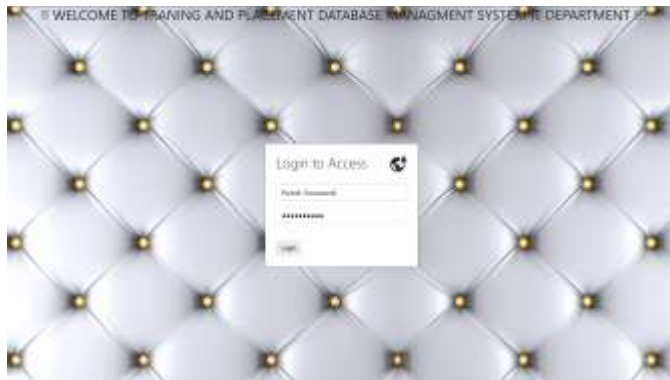 !! WELCOME TO TRANING AND PLACEMENT DATABASE MANAGMENT SYSTEM IT DEPARTMENT !!
Login to Access
Login